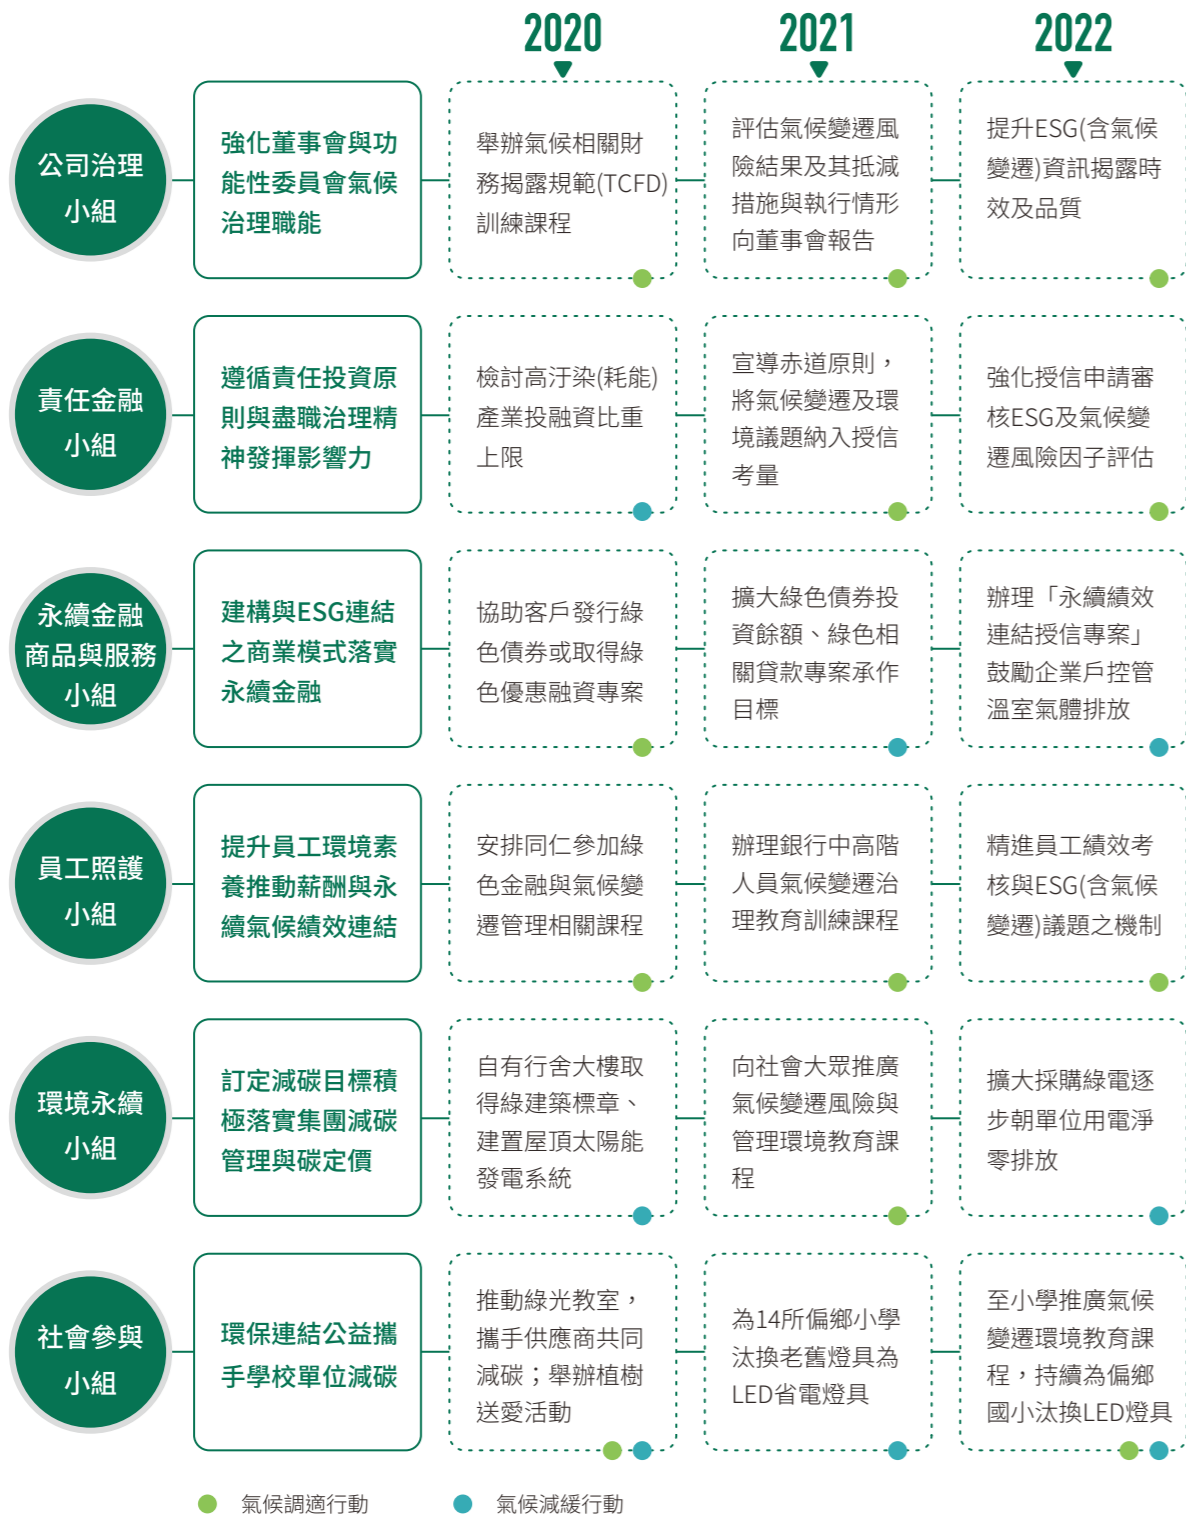 2020
2021
2022
公司治理
小組
強化董事會與功
能性委員會氣候
治理職能
舉辦氣候相關財
務揭露規範(TCFD)
訓練課程
評估氣候變遷風
險結果及其抵減
措施與執行情形
向董事會報告
提升ESG(含氣候
變遷)資訊揭露時
效及品質
責任金融
小組
遵循責任投資原
則與盡職治理精
神發揮影響力
檢討高汙染(耗能)
產業投融資比重
上限
宣導赤道原則，
將氣候變遷及環
境議題納入授信
考量
強化授信申請審
核ESG及氣候變
遷風險因子評估
永續金融
商品與服務
小組
建構與ESG連結
之商業模式落實
永續金融
協助客戶發行綠
色債券或取得綠
色優惠融資專案
擴大綠色債券投
資餘額、綠色相
關貸款專案承作
目標
辦理「永續績效
連結授信專案」
鼓勵企業戶控管
溫室氣體排放
員工照護
小組
提升員工環境素
養推動薪酬與永
續氣候績效連結
安排同仁參加綠
色金融與氣候變
遷管理相關課程
辦理銀行中高階
人員氣候變遷治
理教育訓練課程
精進員工績效考
核與ESG(含氣候
變遷)議題之機制
環境永續
小組
訂定減碳目標積
極落實集團減碳
管理與碳定價
自有行舍大樓取
得綠建築標章、
建置屋頂太陽能
發電系統
向社會大眾推廣
氣候變遷風險與
管理環境教育課
程
擴大採購綠電逐
步朝單位用電淨
零排放
社會參與
小組
環保連結公益攜
手學校單位減碳
推動綠光教室，
攜手供應商共同
減碳；舉辦植樹
送愛活動
為14所偏鄉小學
汰換老舊燈具為
LED省電燈具
至小學推廣氣候
變遷環境教育課
程，持續為偏鄉
國小汰換LED燈具
氣候調適行動
氣候減緩行動